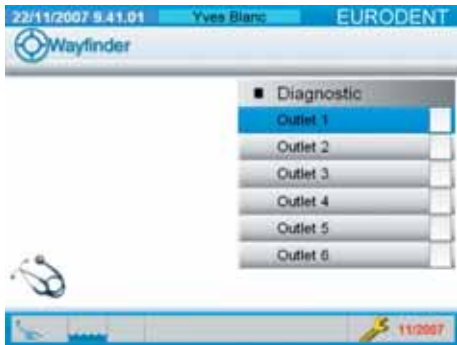 22/11/2007 9.41.01 Yves Blanc EURODENT
Wayfinder
Diagnostic
Outlet 1
Outlet 2
Outlet 3
Outlet 4
Outlet 5
Outlet 6
11/2007